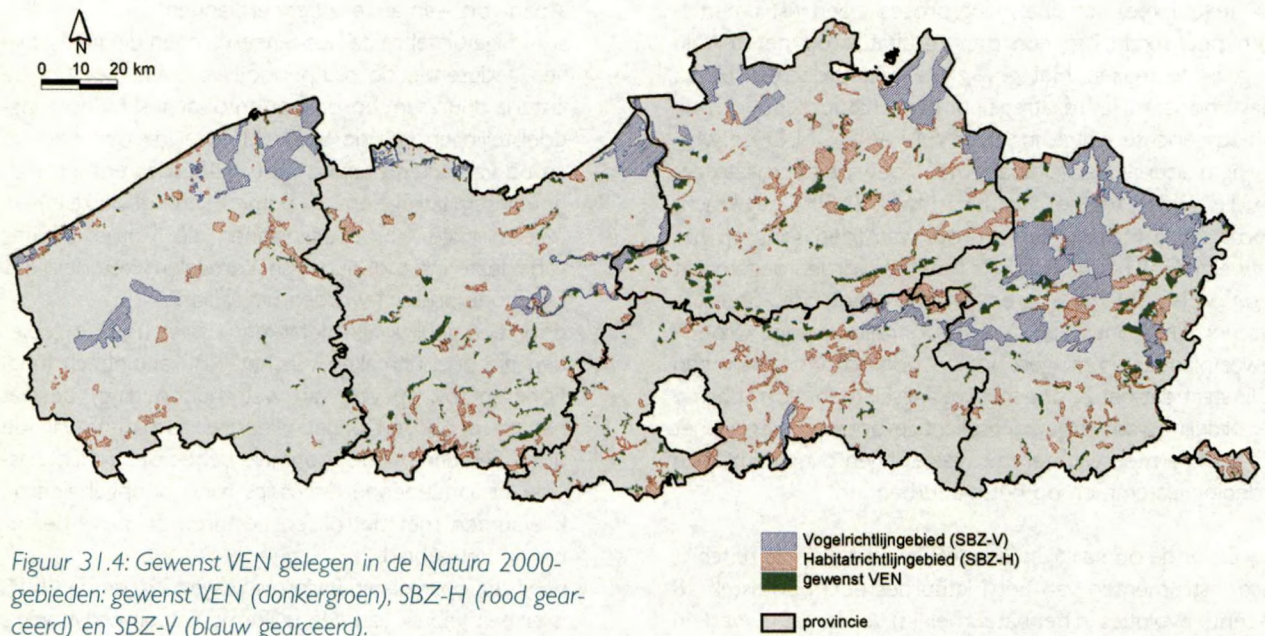 N
0 10 20 km
Vogelrichtlijngebied (SBZ-V)
Habitatrichtlijngebied (SBZ-H)
gewenst VEN
provincie
Figuur 31.4: Gewenst VEN gelegen in de Natura 2000-
gebieden: gewenst VEN (donkergroen), SBZ-H (rood gear-
ceerd) en SBZ-V (blauw gearceerd).